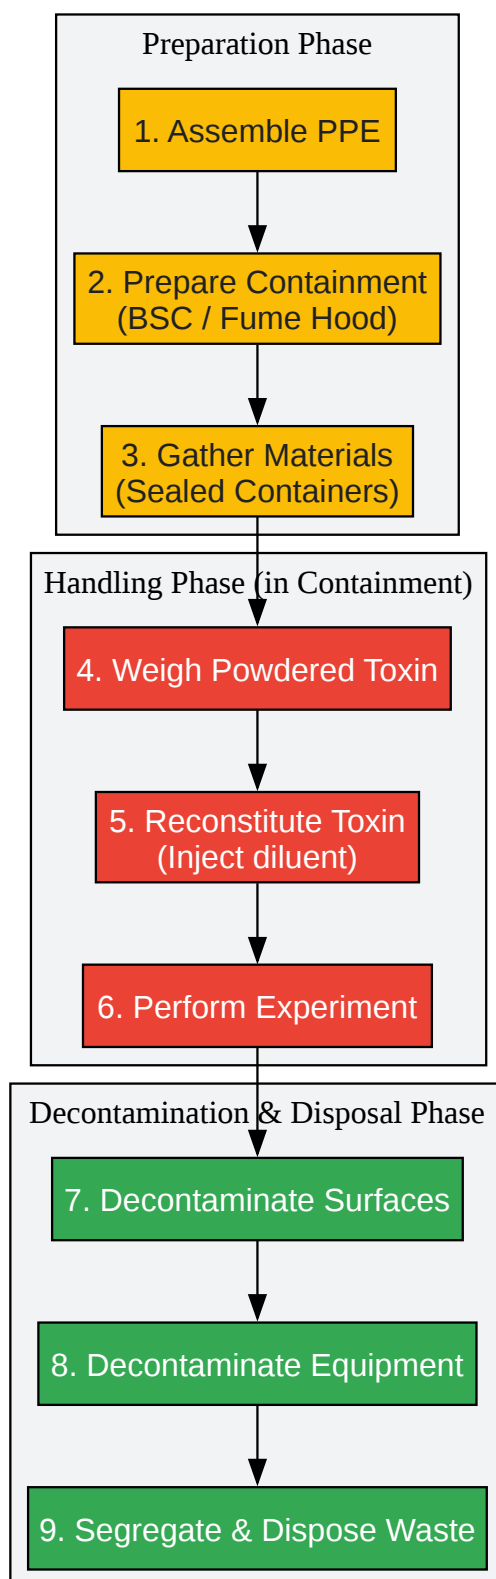 Preparation Phase
1. Assemble PPE
2. Prepare Containment
(BSC / Fume Hood)
3. Gather Materials
(Sealed Containers)
Handling Phase (in Containment)
4. Weigh Powdered Toxin
5. Reconstitute Toxin
(Inject diluent)
6. Perform Experiment
Decontamination & Disposal Phase
7. Decontaminate Surfaces
8. Decontaminate Equipment
9. Segregate & Dispose Waste